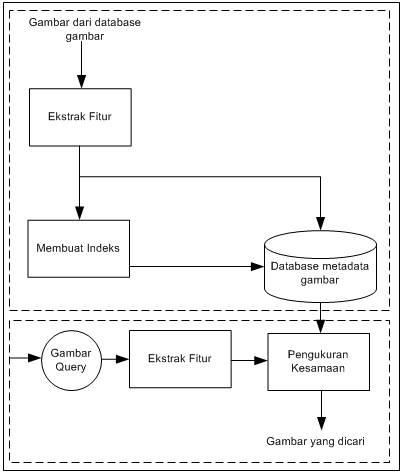 Gambar dari database
gambar
Ekstrak Fitur
Membuat Indeks
Database metadata
gambar
Gambar
Query
Ekstrak Fitur
Pengukuran
Kesamaan
Gambar yang dicari